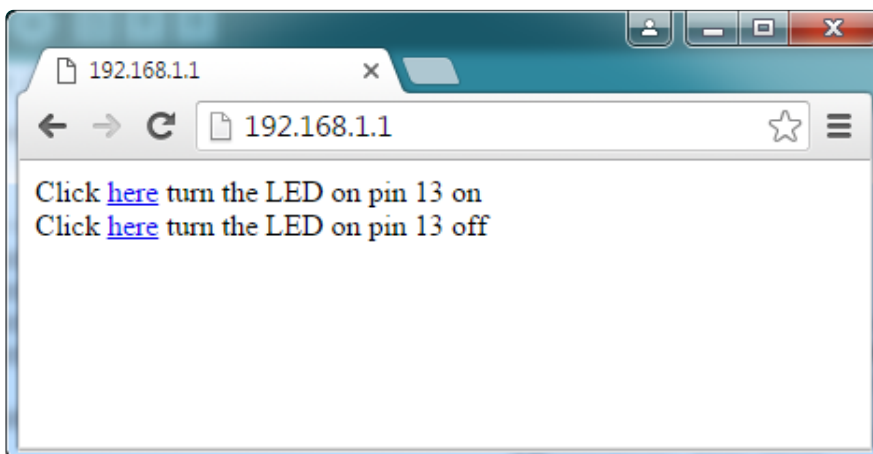 192.168.1.1
192.168.1.1
Click here turn the LED on pin 13 on
Click here turn the LED on pin 13 off